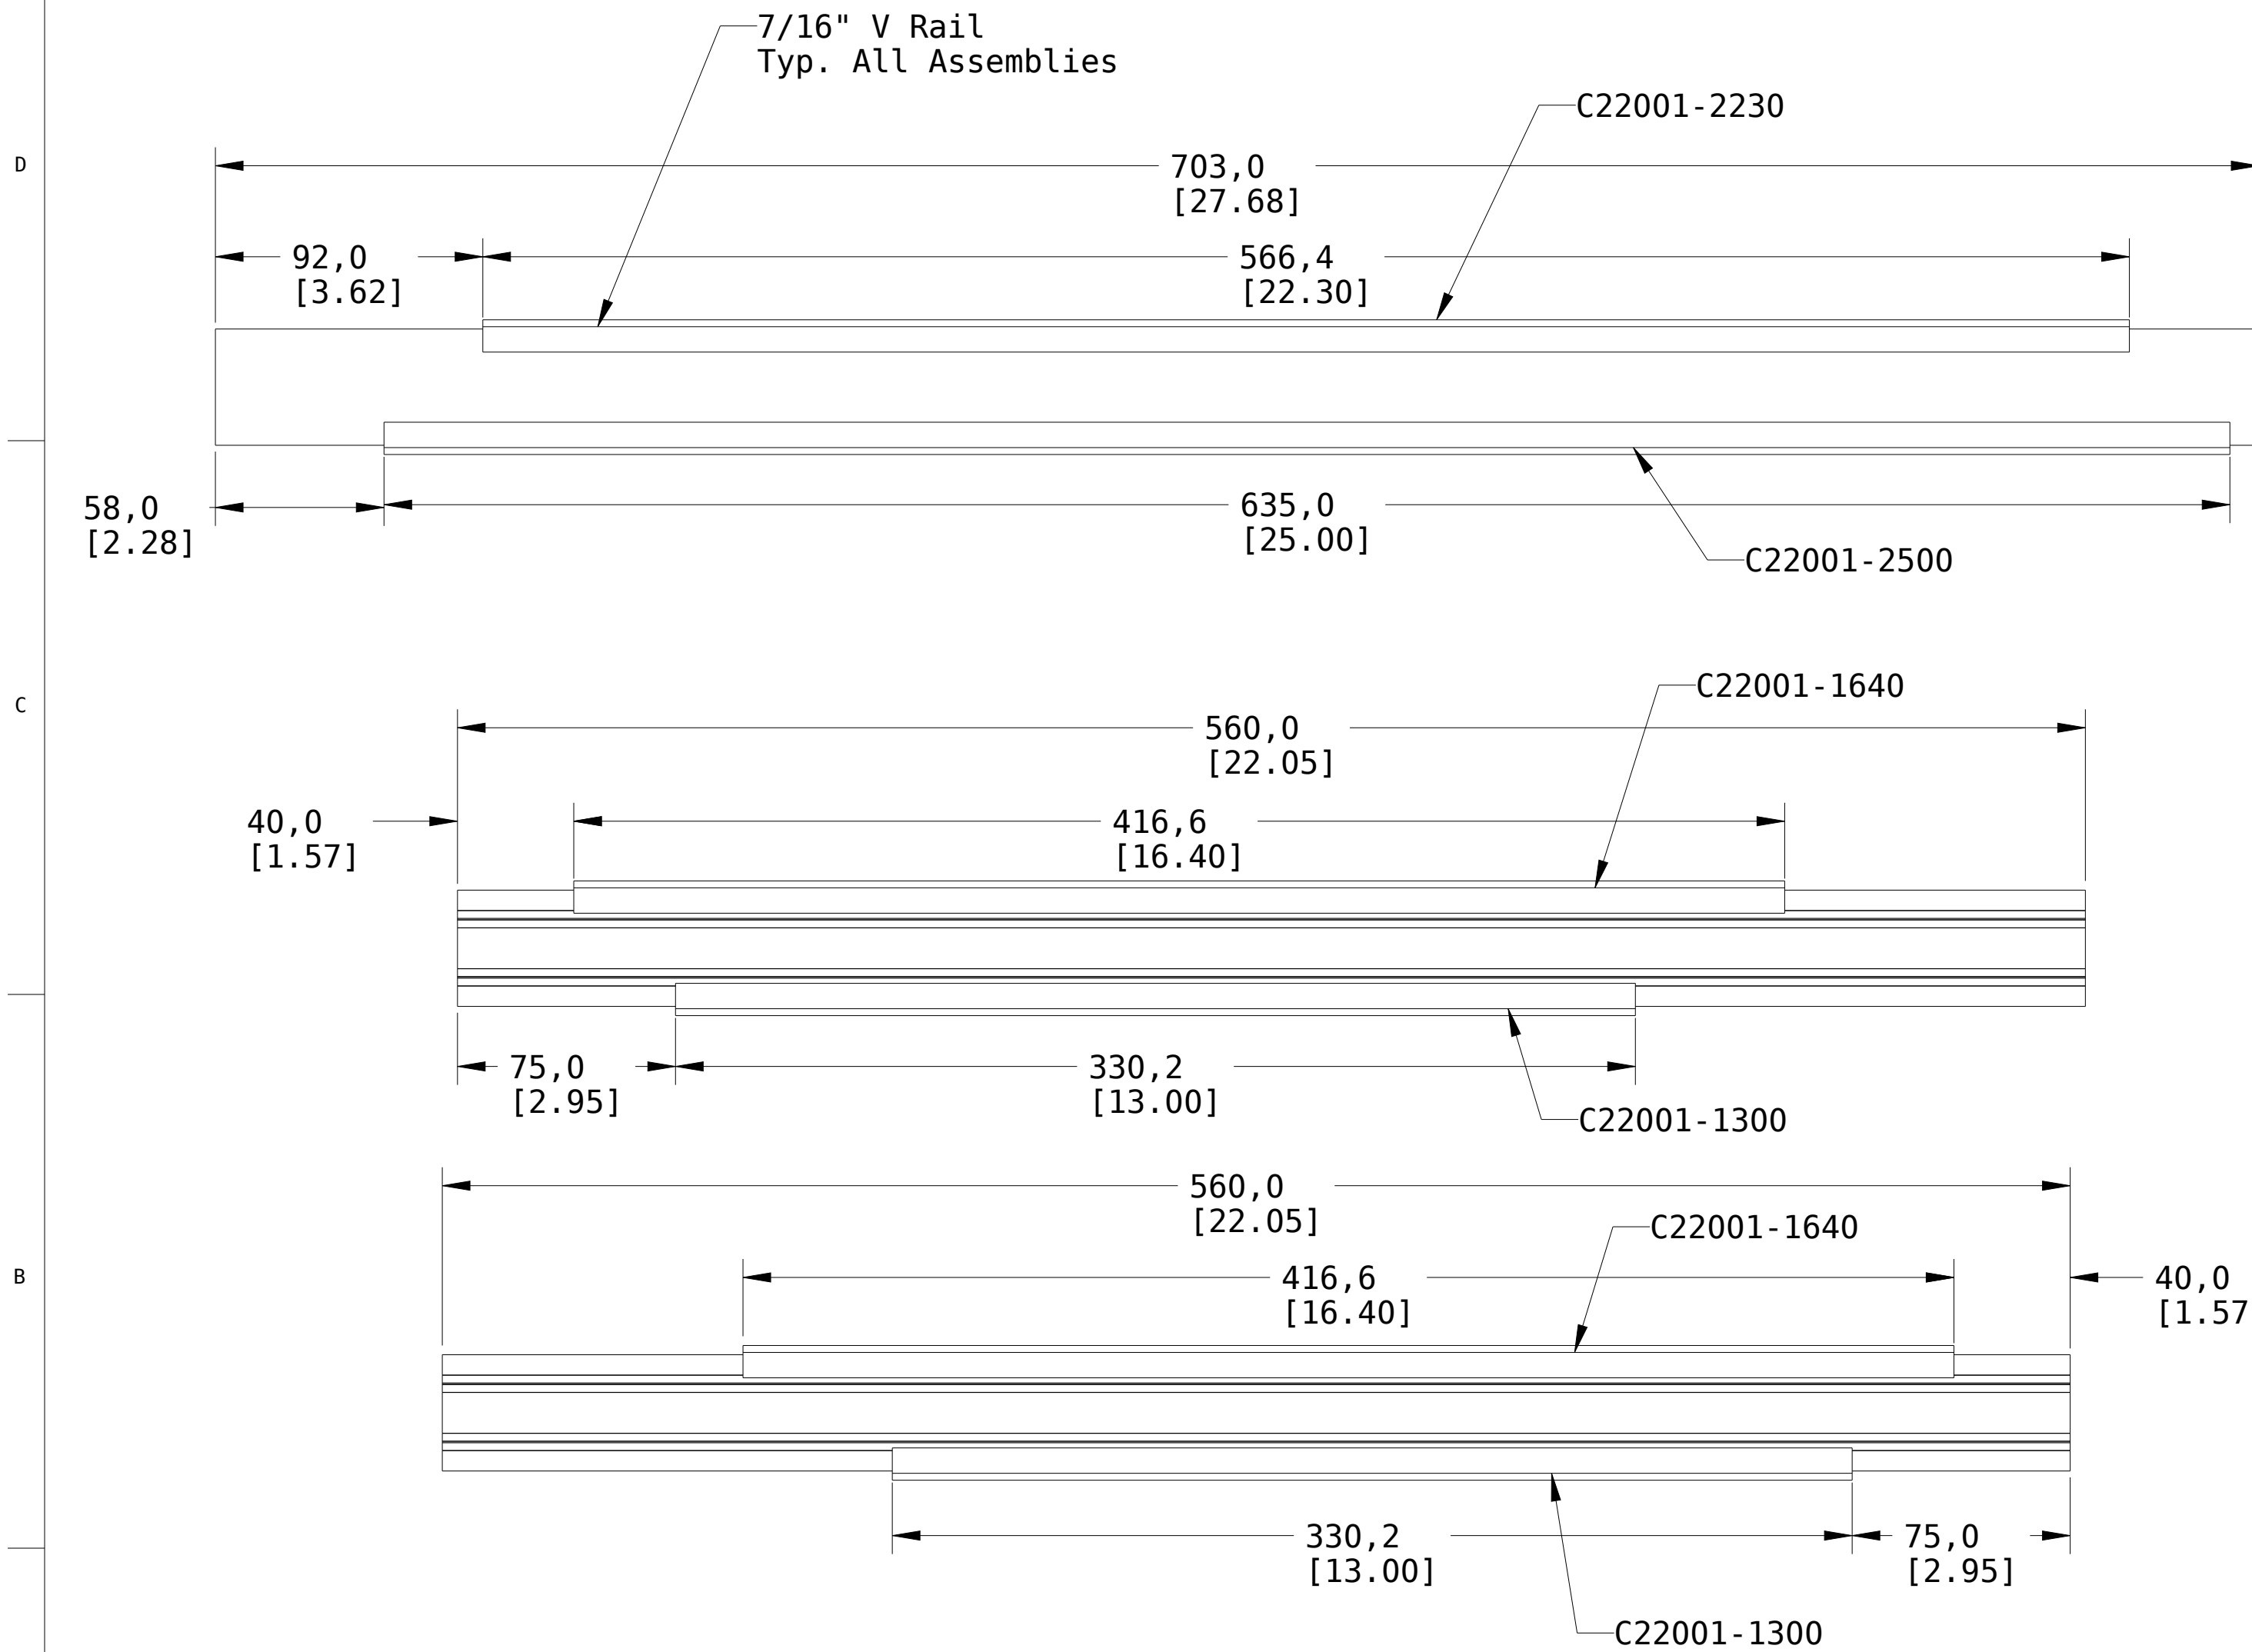 7/16" V Rail
Typ. All Assemblies
C22001-2230
D
703,0
[27.68]
92,0
[3.62]
566,4
[22.30]
58,0
[2.28]
635,0
[25.00]
C22001-2500
C22001-1640
C
560,0
[22.05]
40,0
[1.57]
416,6
[16.40]
75,0
[2.95]
330,2
[13.00]
C22001-1300
560,0
[22.05]
C22001-1640
B
416,6
[16.40]
40,0
[1.57
330,2
[13.00]
75,0
[2.95]
C22001-1300